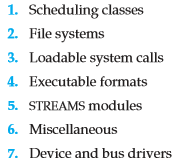 1. Scheduling classes
2. File systems
3. Loadable system calls
4. Executable formats
5. STREAMS modules
6. Miscellaneous
7. Device and bus drivers